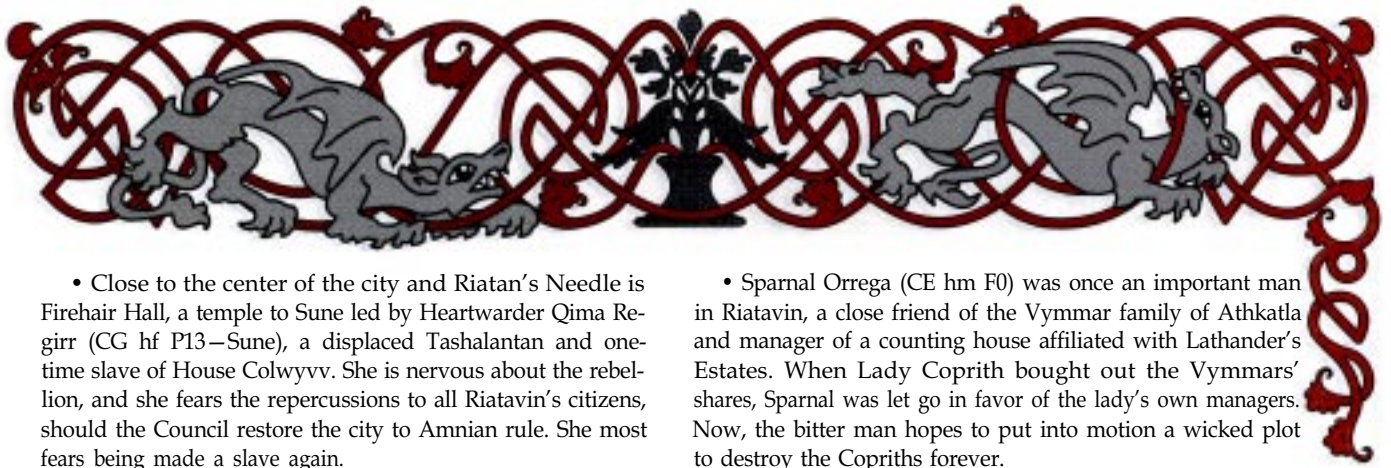 • Close to the center of the city and Riatan's Needle is
Firehair Hall, a temple to Sune led by Heartwarder Qima Re-
girr (CG hf P13—Sune), a displaced Tashalantan and one-
time slave of House Colwyvv. She is nervous about the rebel-
lion, and she fears the repercussions to all Riatavin's citizens,
should the Council restore the city to Amnian rule. She most
fears being made a slave again.
• Sparnal Orrega (CE hm F0) was once an important man
in Riatavin, a close friend of the Vymmar family of Athkatla
and manager of a counting house affiliated with Lathander's
Estates. When Lady Coprith bought out the Vymmars'
shares, Sparnal was let go in favor of the lady's own managers.
Now, the bitter man hopes to put into motion a wicked plot
to destroy the Copriths forever.